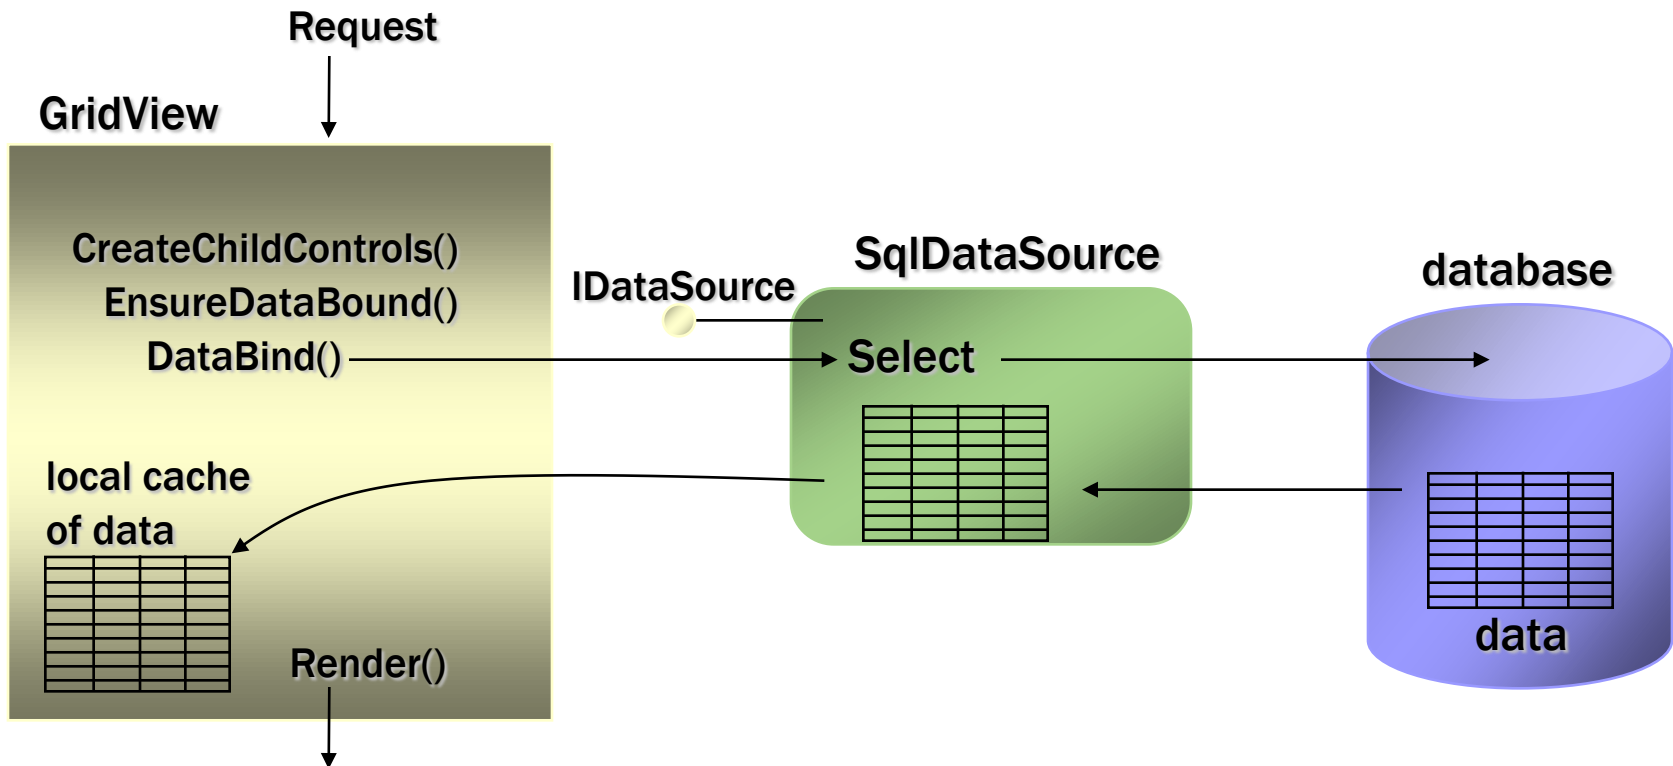 Request
GridView
CreateChildControls()
EnsureDataBound()
DataBind()
IDataSource
SqlDataSource
Select
database
local cache
of data
data
Render()